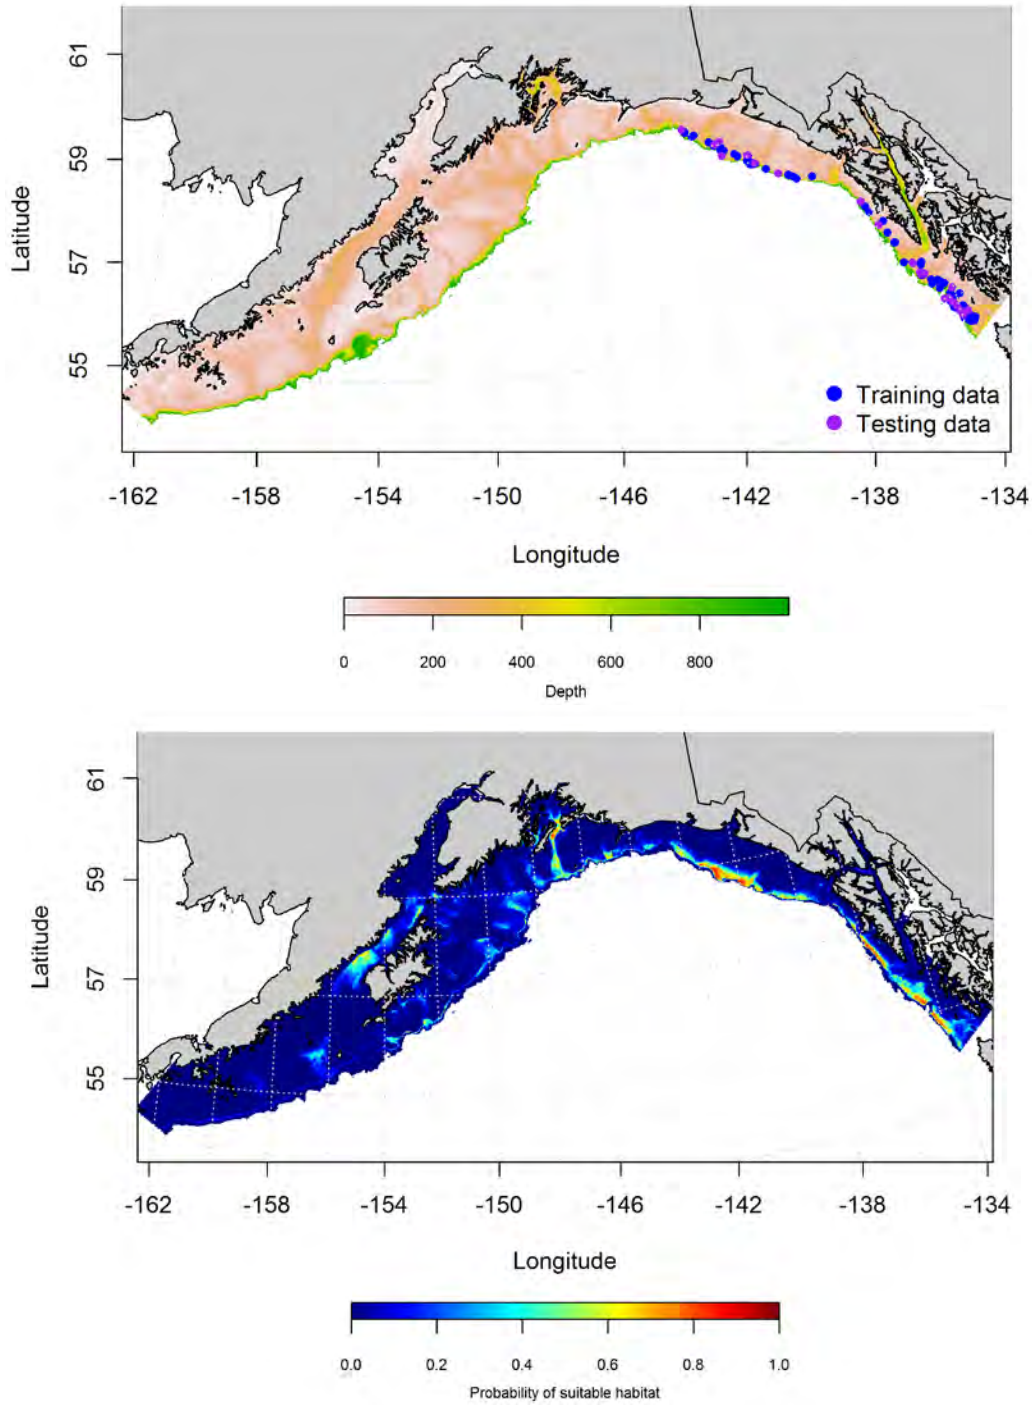 61
59
57
55
Latitude
Training data
Testing data
-162 -158 -154 -150 -146 -142 -138 -134
Longitude
0 200 400 600 800
Depth
61
59
57
55
Latitude
-162 -158 -154 -150 -146 -142 -138 -134
Longitude
0.0 0.2 0.4 0.6 0.8 1.0
Probability of suitable habitat